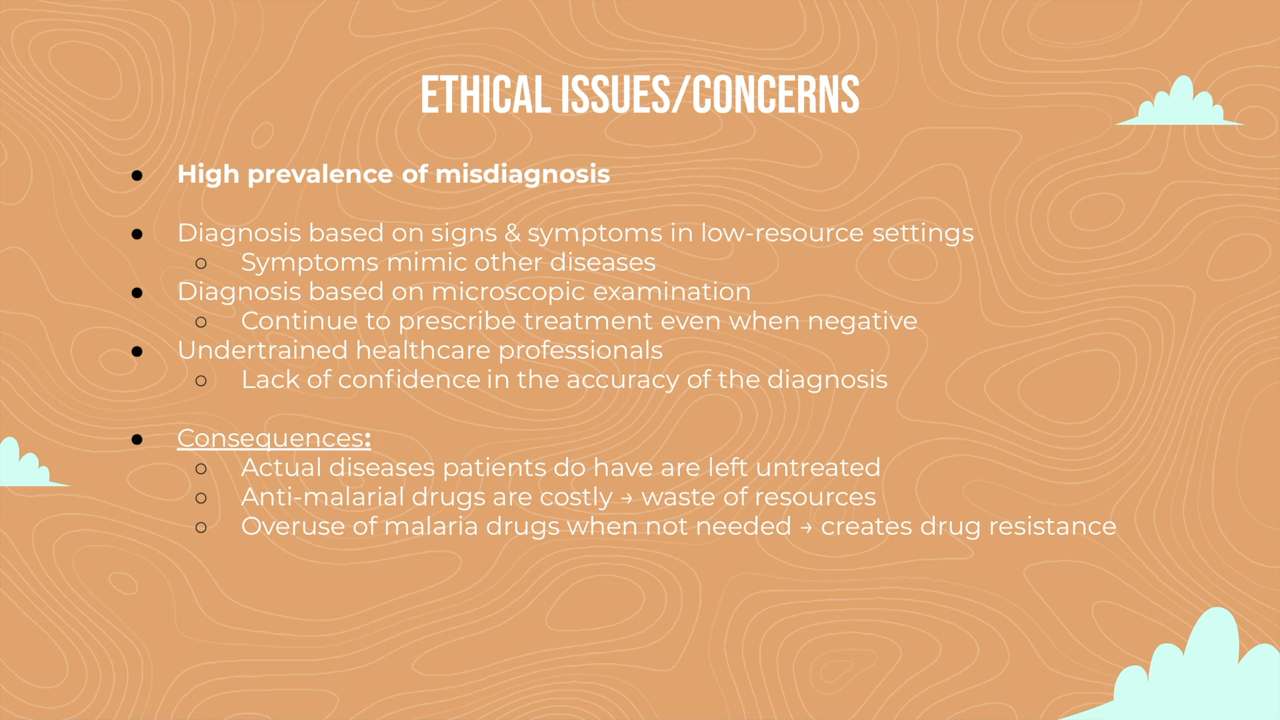 ETHICAL ISSUES/CONCERNS
● High prevalence of misdiagnosis
● Diagnosis based on signs & symptoms in low-resource settings
○ Symptoms mimic other diseases
● Diagnosis based on microscopic examination
○ Continue to prescribe treatment even when negative
● Undertrained healthcare professionals
○ Lack of confidence in the accuracy of the diagnosis
● Consequences:
○ Actual diseases patients do have are left untreated
○ Anti-malarial drugs are costly → waste of resources
○ Overuse of malaria drugs when not needed → creates drug resistance